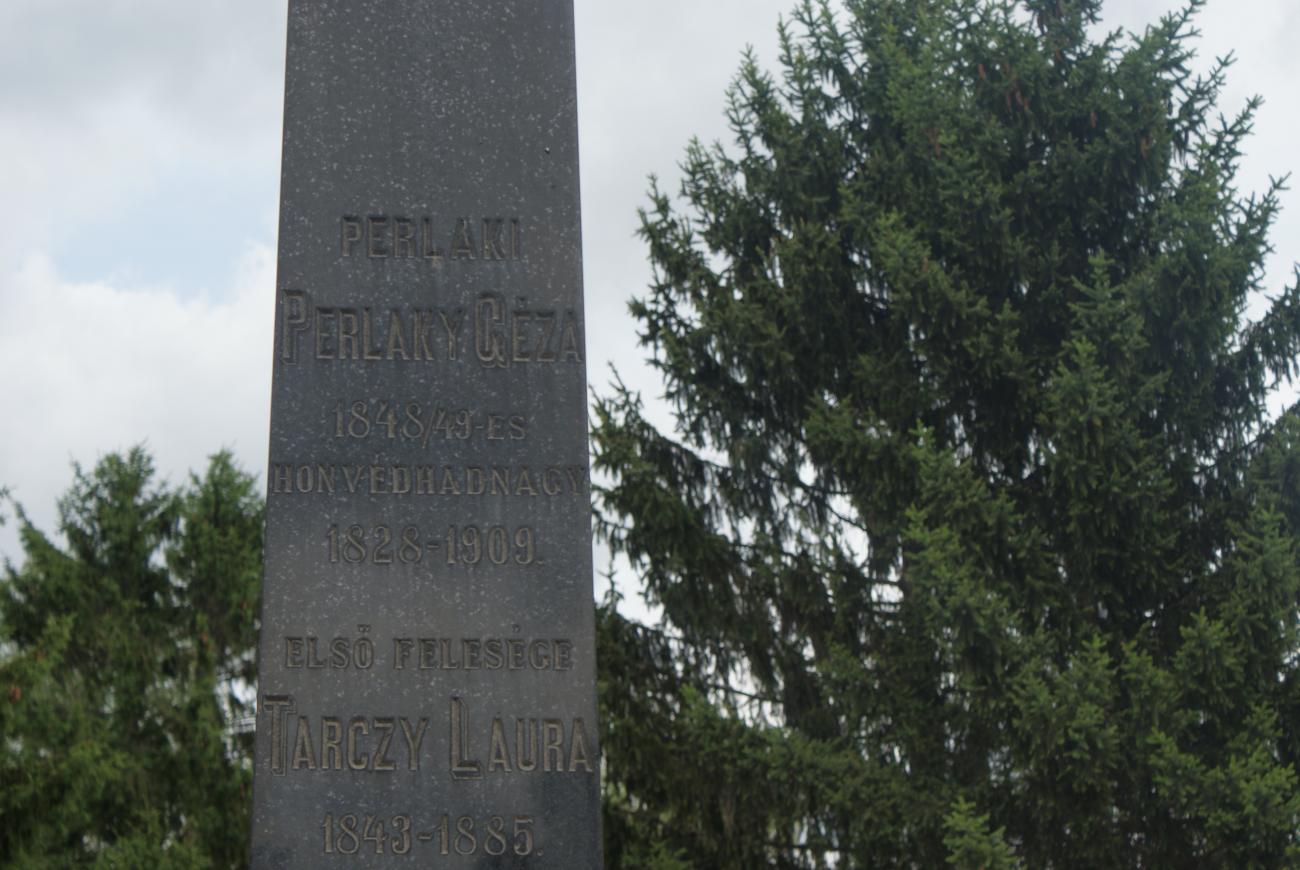 PERLAKI
PERLAKY GÉZA
1848/49-ES
HONVÉDHADNAGY
1828-1909.
ELSŐ FELESÉGE
TARCZY LAURA
1843-1885.